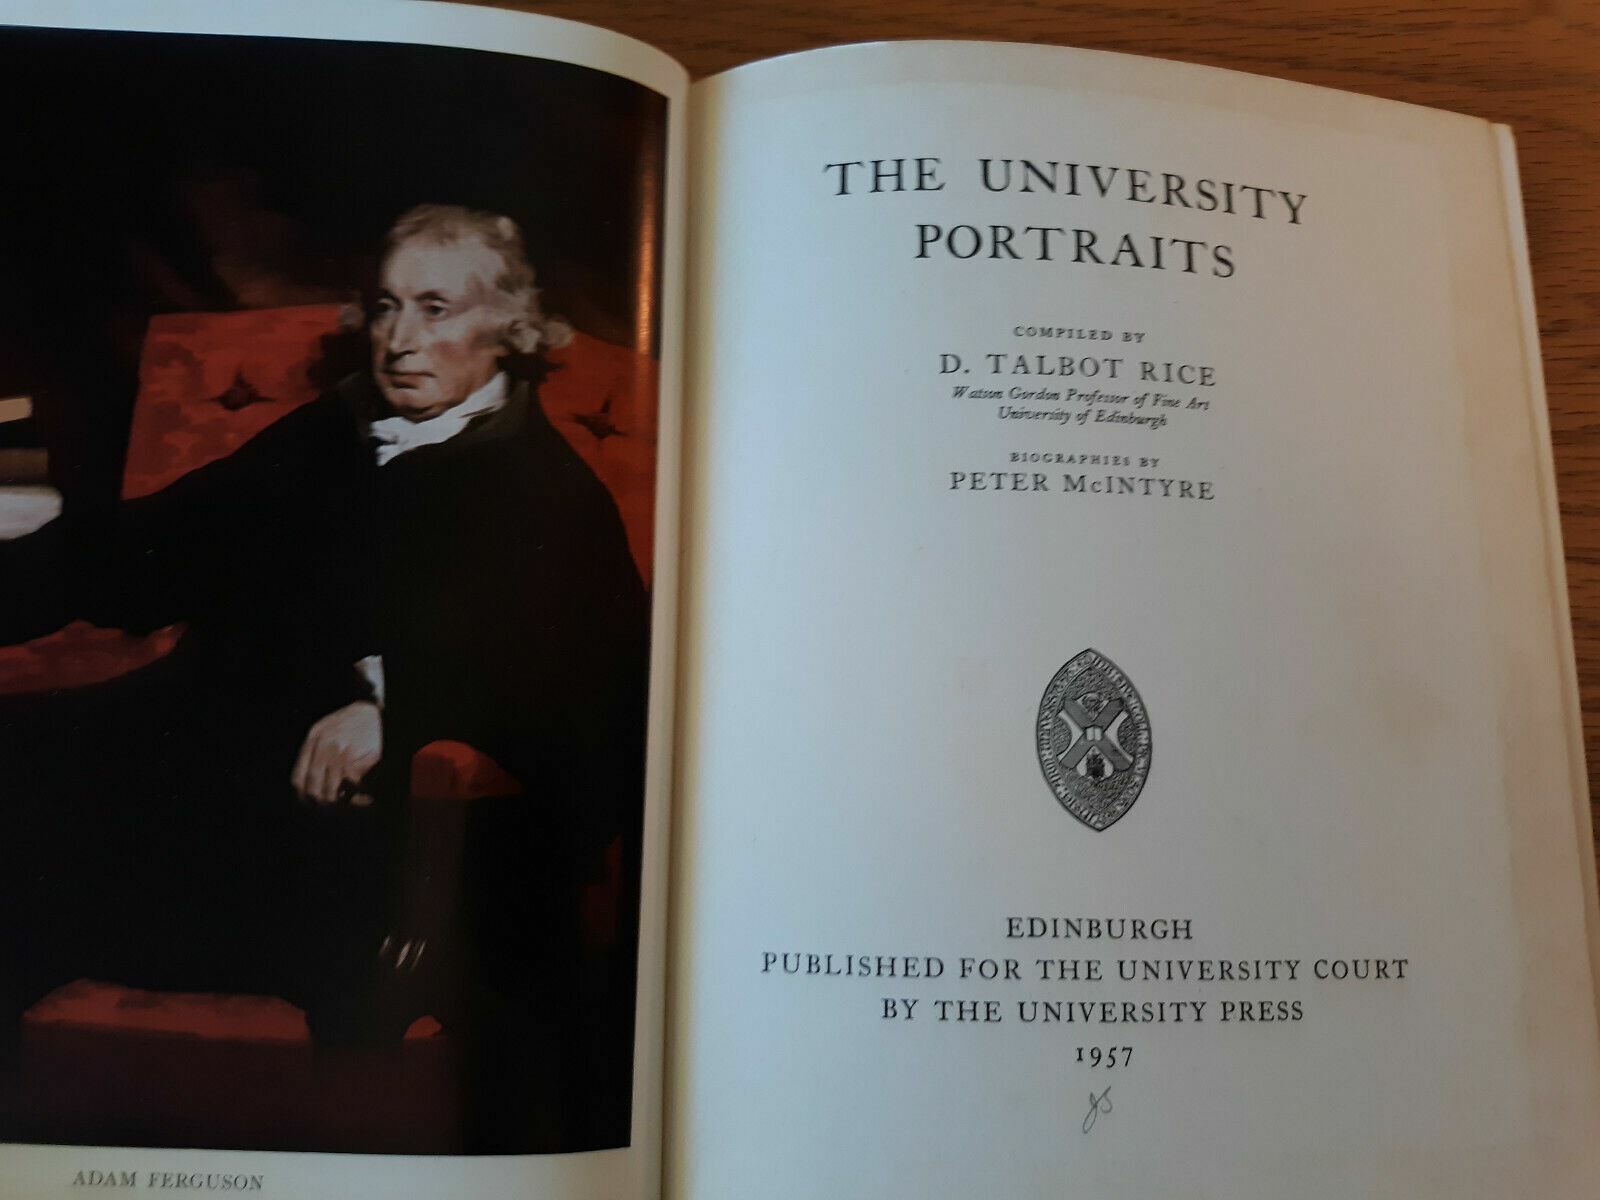 ADAM FERGUSON
THE UNIVERSITY
PORTRAITS
COMPILED BY
D. TALBOT RICE
Watson Gordon Professor of Fine Art
University of Edinburgh
BIOGRAPHIES BY
PETER McINTYRE
EDINBURGH
PUBLISHED FOR THE UNIVERSITY COURT
BY THE UNIVERSITY PRESS
1957